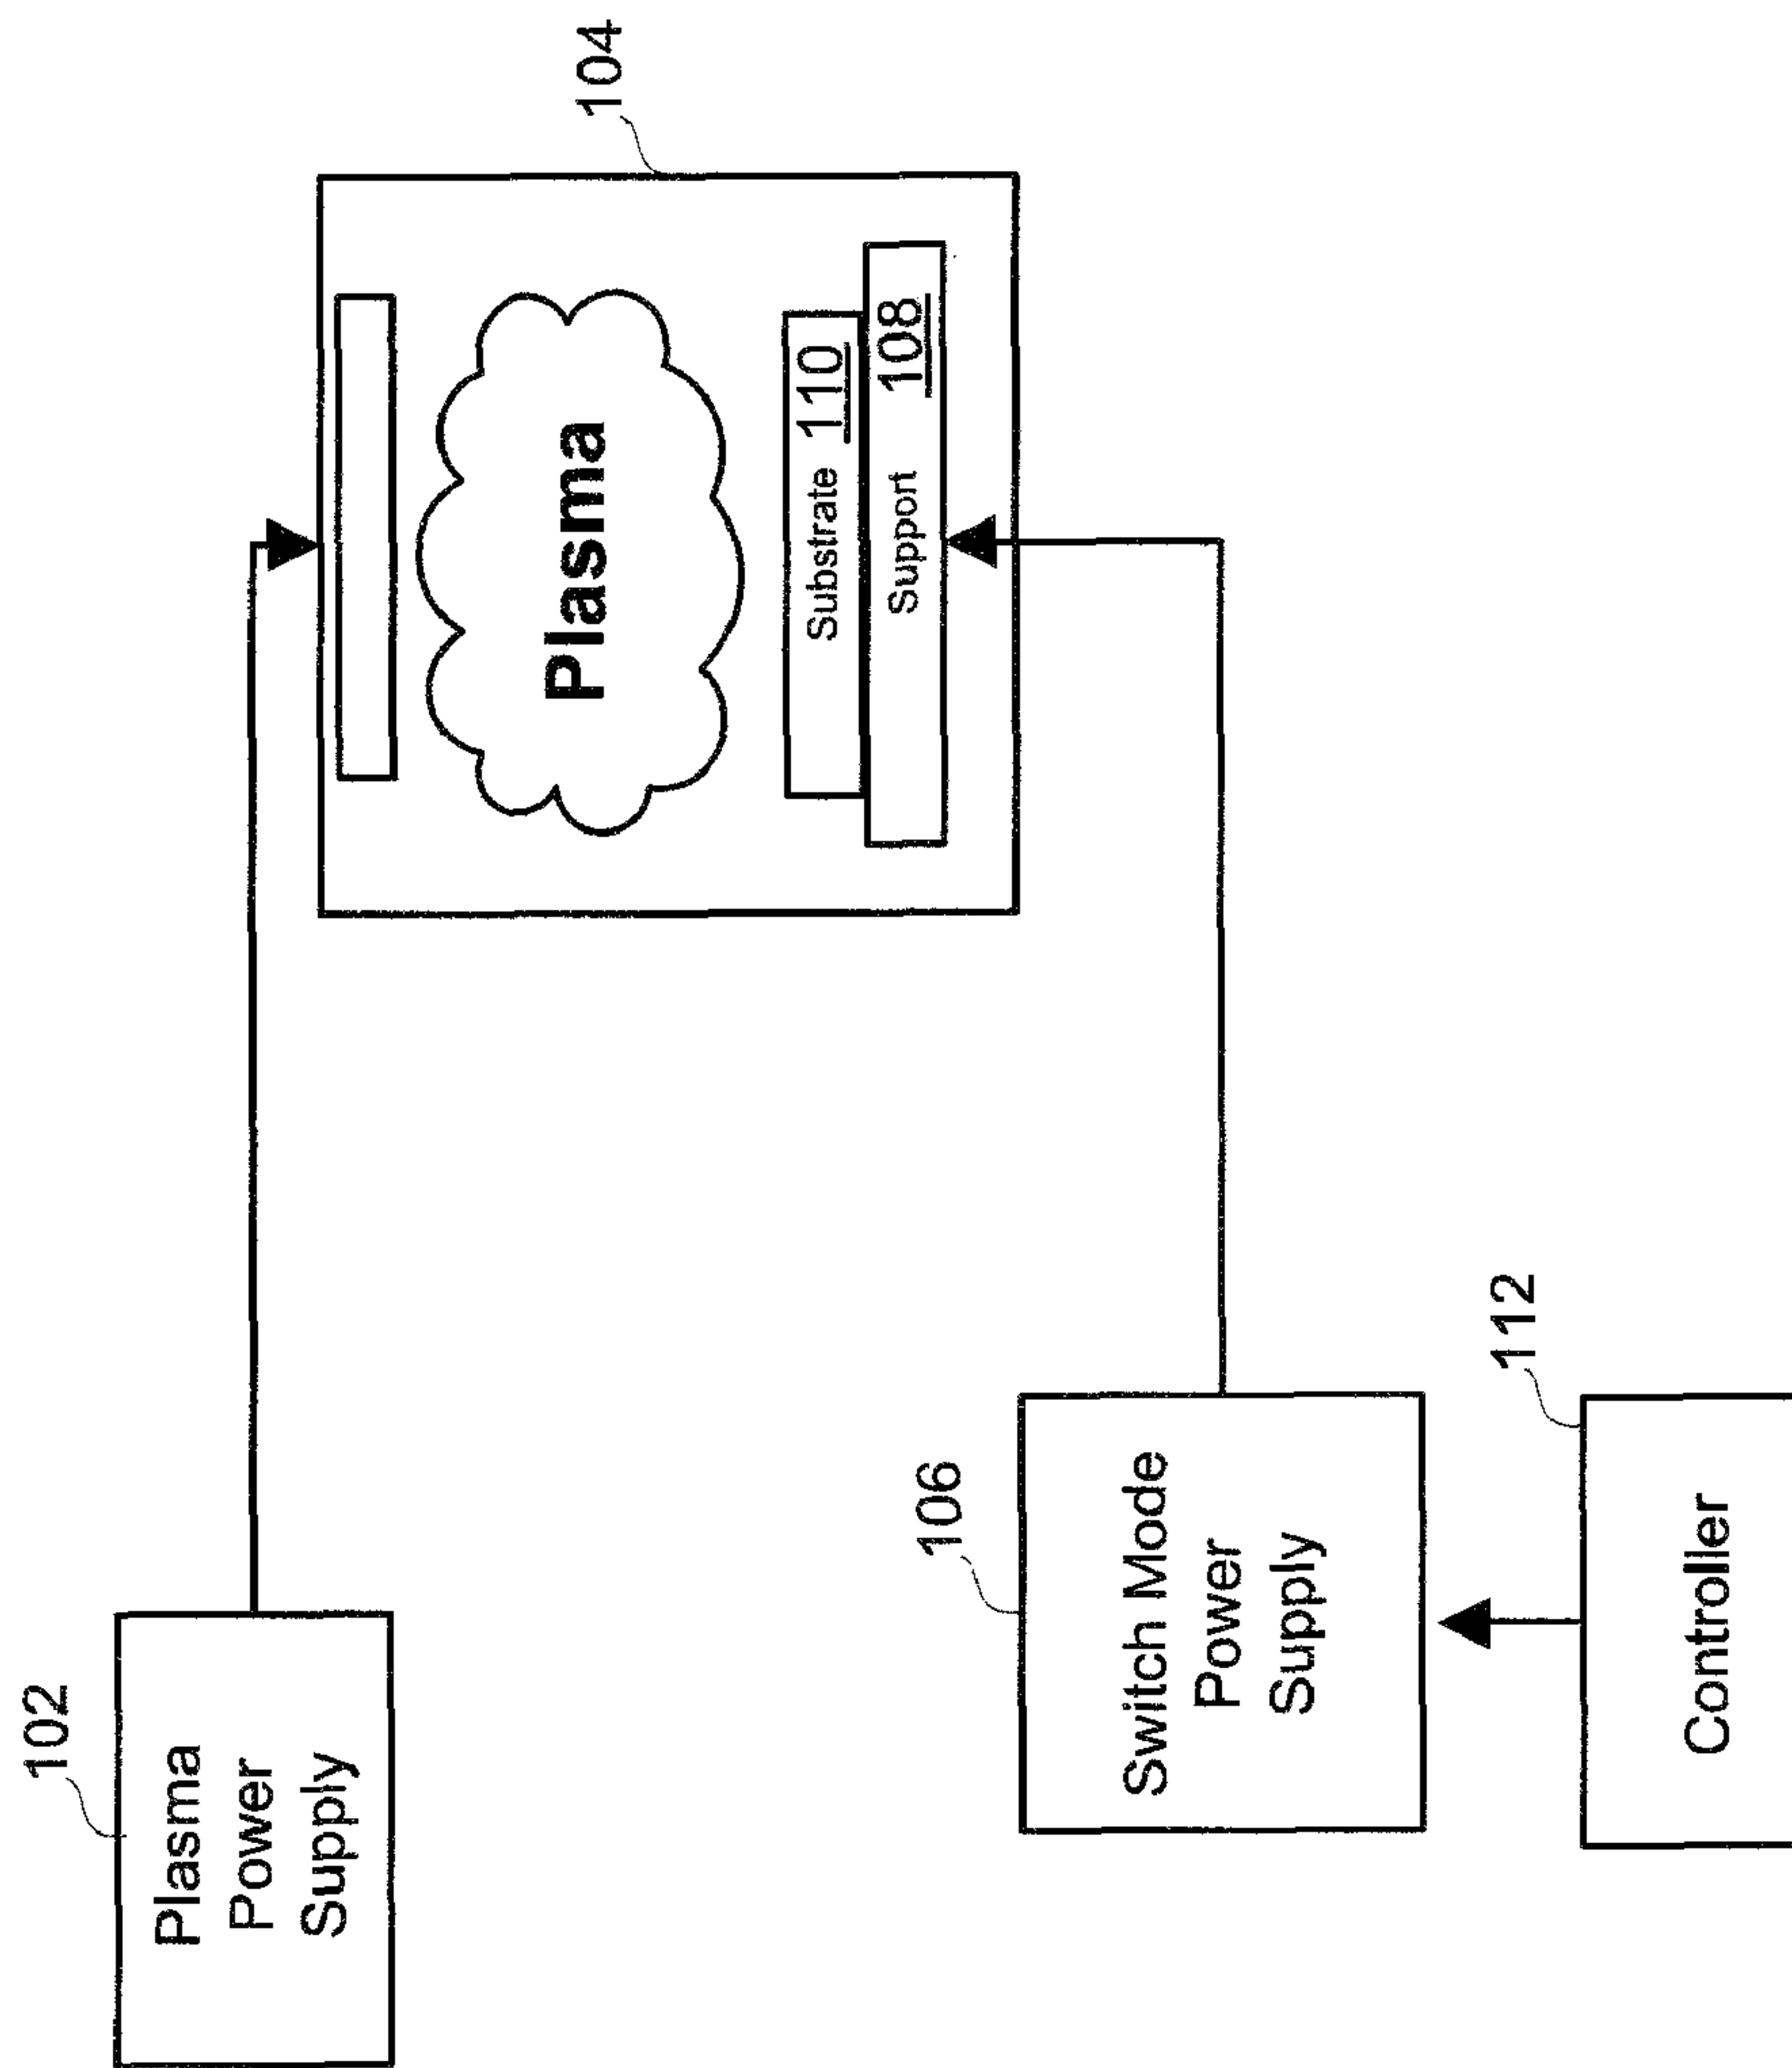 102
Plasma
Power
Supply
104
Plasma
Substrate 110
Support 108
106
Switch Mode
Power
Supply
112
Controller